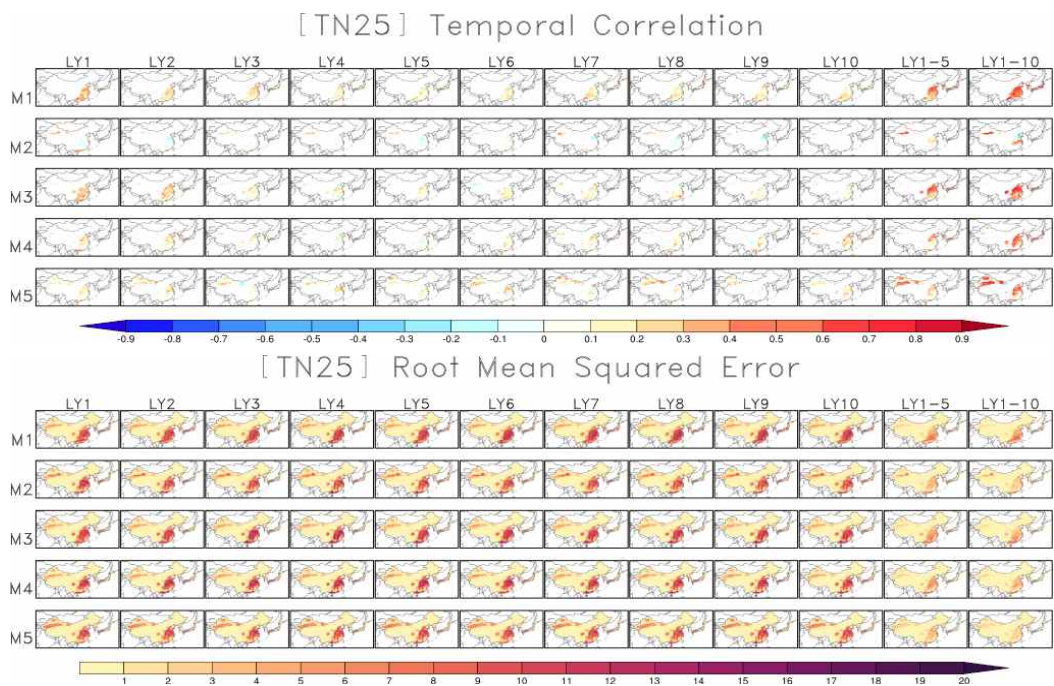 [TN25] Temporal Correlation
LY1 LY2 LY3 LY4 LY5 LY6 LY7 LY8 LY9 LY10 LY1-5 LY1-10
M1
M2
M3
M4
M5
-0.9 -0.8 -0.7 -0.6 -0.5 -0.4 -0.3 -0.2 -0.1 0 0.1 0.2 0.3 0.4 0.5 0.6 0.7 0.8 0.9
[TN25] Root Mean Squared Error
LY1 LY2 LY3 LY4 LY5 LY6 LY7 LY8 LY9 LY10 LY1-5 LY1-10
M1
M2
M3
M4
M5
1 2 3 4 5 6 7 8 9 10 11 12 13 14 15 16 17 18 19 20